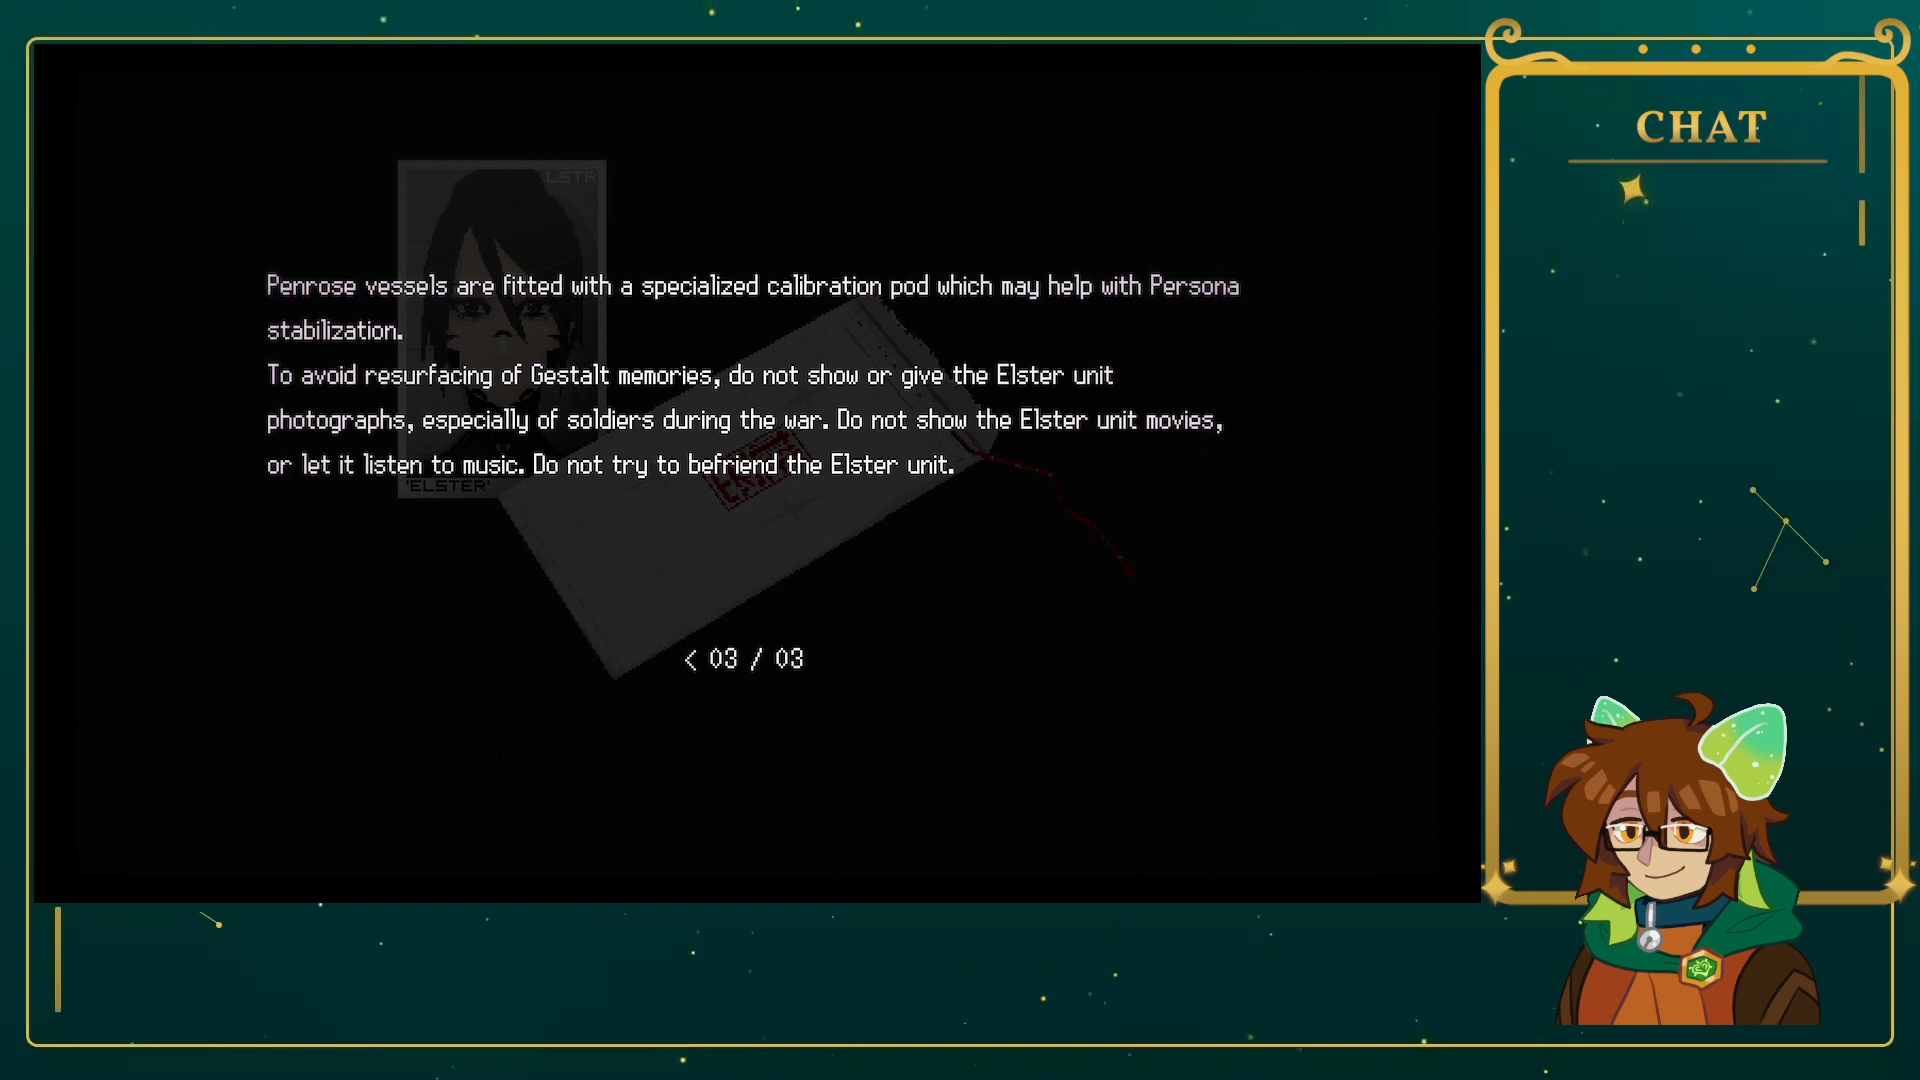 CHAT
LSTR
Penrose vessels are fitted with a specialized calibration pod which may help with Persona
stabilization.
To avoid resurfacing of Gestalt memories, do not show or give the Elster unit
photographs, especially of soldiers during the war. Do not show the Elster unit movies,
or let it listen to music. Do not try to befriend the Elster unit.
'ELSTER'
< 03 / 03